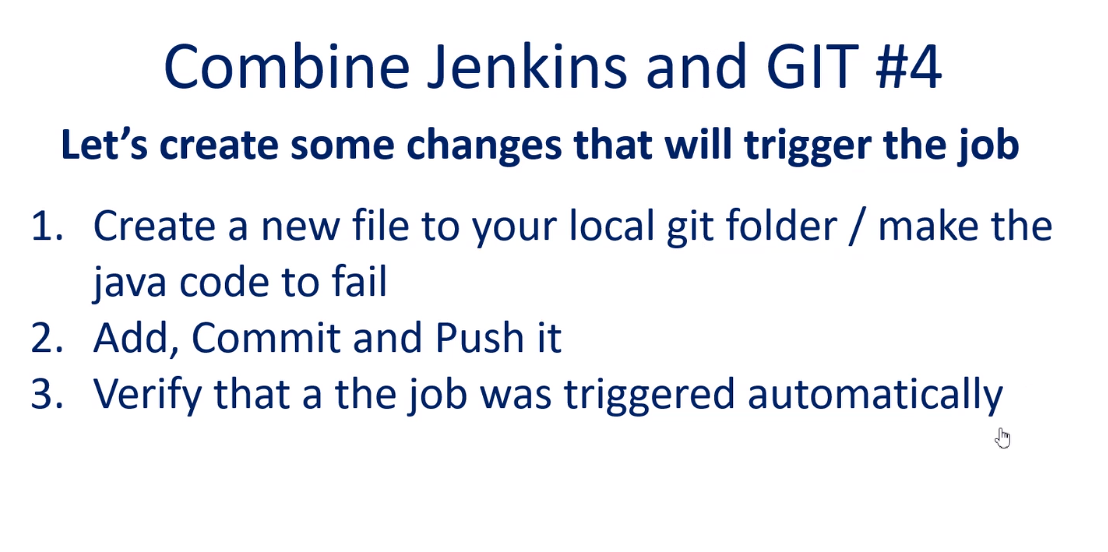 Combine Jenkins and GIT #4
Let’s create some changes that will trigger the job
1. Create a new file to your local git folder / make the
java code to fail
2. Add, Commit and Push it
3. Verify that a the job was triggered automatically